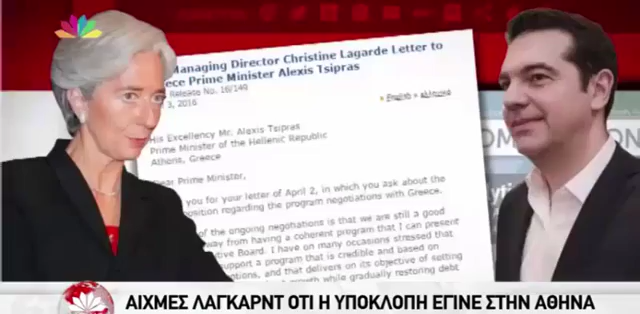 Managing Director Christine Lagarde Letter to
ece Prime Minister Alexis Tsipras
Release No. 16/149
3, 2016
English ελληνικά
His Excellency Mr. Alexis Tsipras
Prime Minister of the Hellenic Republic
Athens, Greece
Dear Prime Minister,
you for your letter of April 2, in which you ask about the
position regarding the program negotiations with Greece.
of the ongoing negotiations is that we are still a good
away from having a coherent program that I can present
utive Board. I have on many occasions stressed that
support a program that is credible and based on
ptions, and that delivers on its objective of setting
growth while gradually restoring debt
ΑΙΧΜΕΣ ΛΑΓΚΑΡΝΤ ΟΤΙ Η ΥΠΟΚΛΟΠΗ ΕΓΙΝΕ ΣΤΗΝ ΑΘΗΝΑ